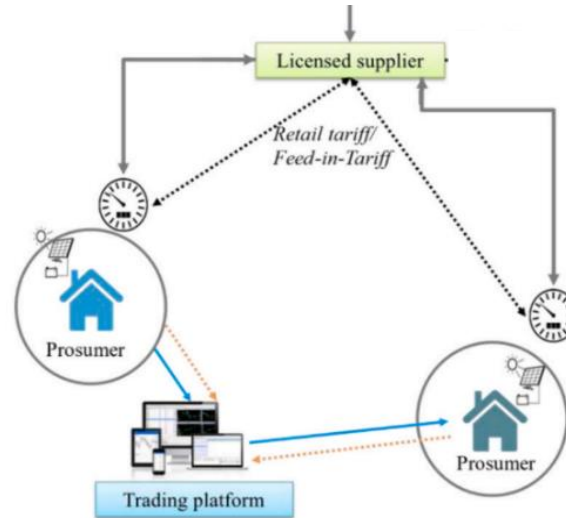 Licensed supplier
Retail tariff/
Feed-in-Tariff
Prosumer
Prosumer
Trading platform